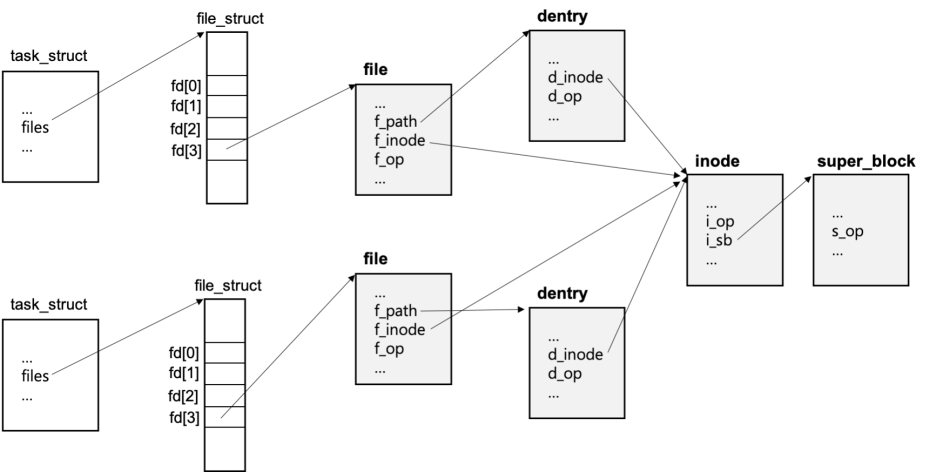 task_struct
...
files
...
file_struct
fd[0]
fd[1]
fd[2]
fd[3]
file
...
f_path
f_inode
f_op
...
dentry
...
d_inode
d_op
...
inode
...
i_op
i_sb
...
super_block
...
s_op
...
task_struct
...
files
...
file_struct
fd[0]
fd[1]
fd[2]
fd[3]
file
...
f_path
f_inode
f_op
...
dentry
...
d_inode
d_op
...